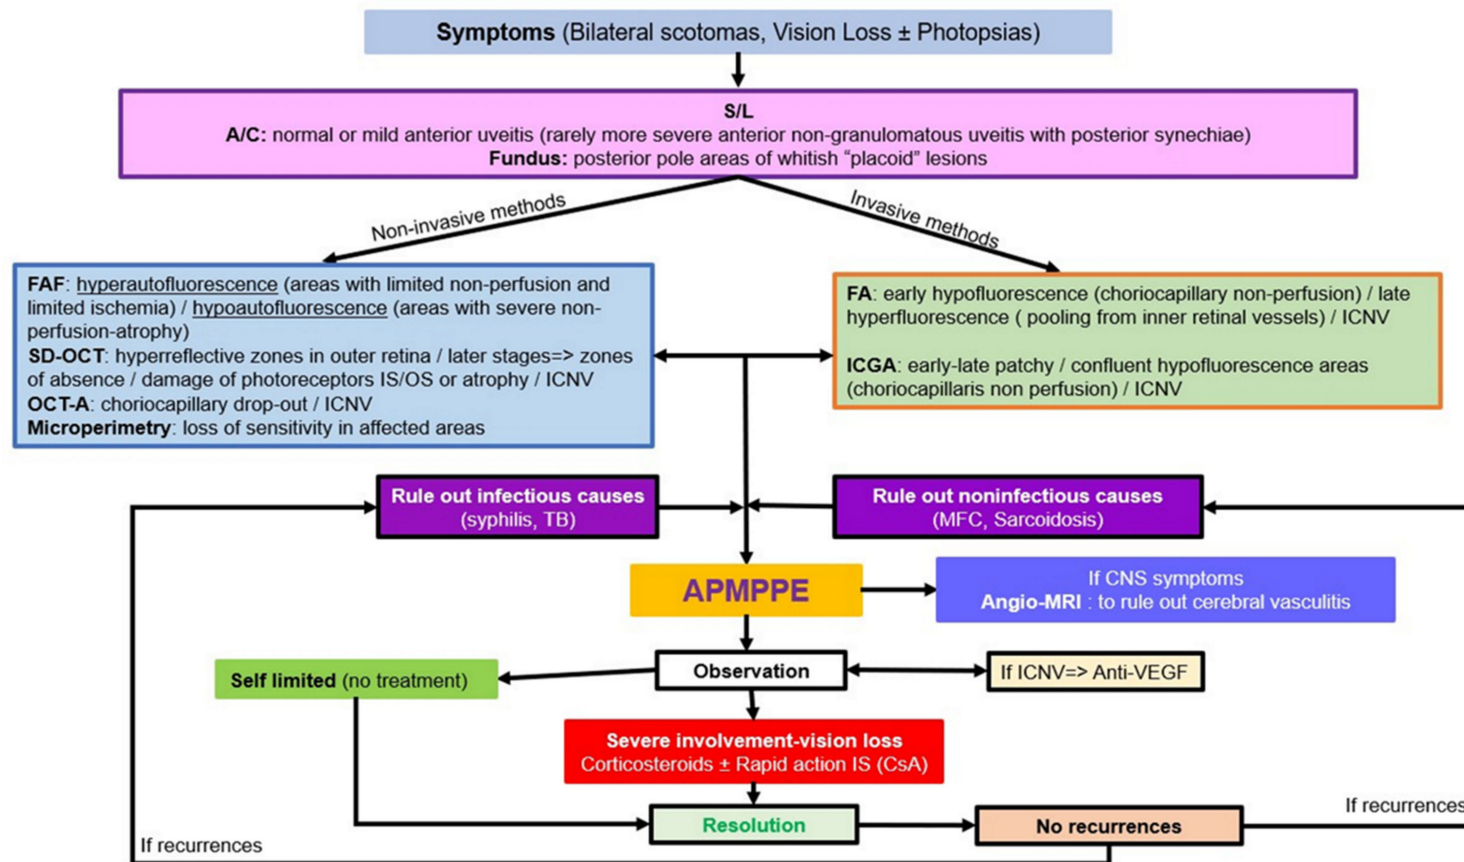 Symptoms (Bilateral scotomas, Vision Loss ± Photopsias)
S/L
A/C: normal or mild anterior uveitis (rarely more severe anterior non-granulomatous uveitis with posterior synechiae)
Fundus: posterior pole areas of whitish “placoid” lesions
Non-invasive methods
Invasive methods
FAF: hyperautofluorescence (areas with limited non-perfusion and
limited ischemia) / hypoautofluorescence (areas with severe non-
perfusion-atrophy)
SD-OCT: hyperreflective zones in outer retina / later stages=> zones
of absence / damage of photoreceptors IS/OS or atrophy / ICNV
OCT-A: choriocapillary drop-out / ICNV
Microperimetry: loss of sensitivity in affected areas
FA: early hypofluorescence (choriocapillary non-perfusion) / late
hyperfluorescence ( pooling from inner retinal vessels) / ICNV
ICGA: early-late patchy / confluent hypofluorescence areas
(choriocapillaris non perfusion) / ICNV
Rule out infectious causes
(syphilis, TB)
Rule out noninfectious causes
(MFC, Sarcoidosis)
APMPPE
If CNS symptoms
Angio-MRI : to rule out cerebral vasculitis
Self limited (no treatment)
Observation
If ICNV=> Anti-VEGF
Severe involvement-vision loss
Corticosteroids ± Rapid action IS (CsA)
Resolution
No recurrences
If recurrences
If recurrences